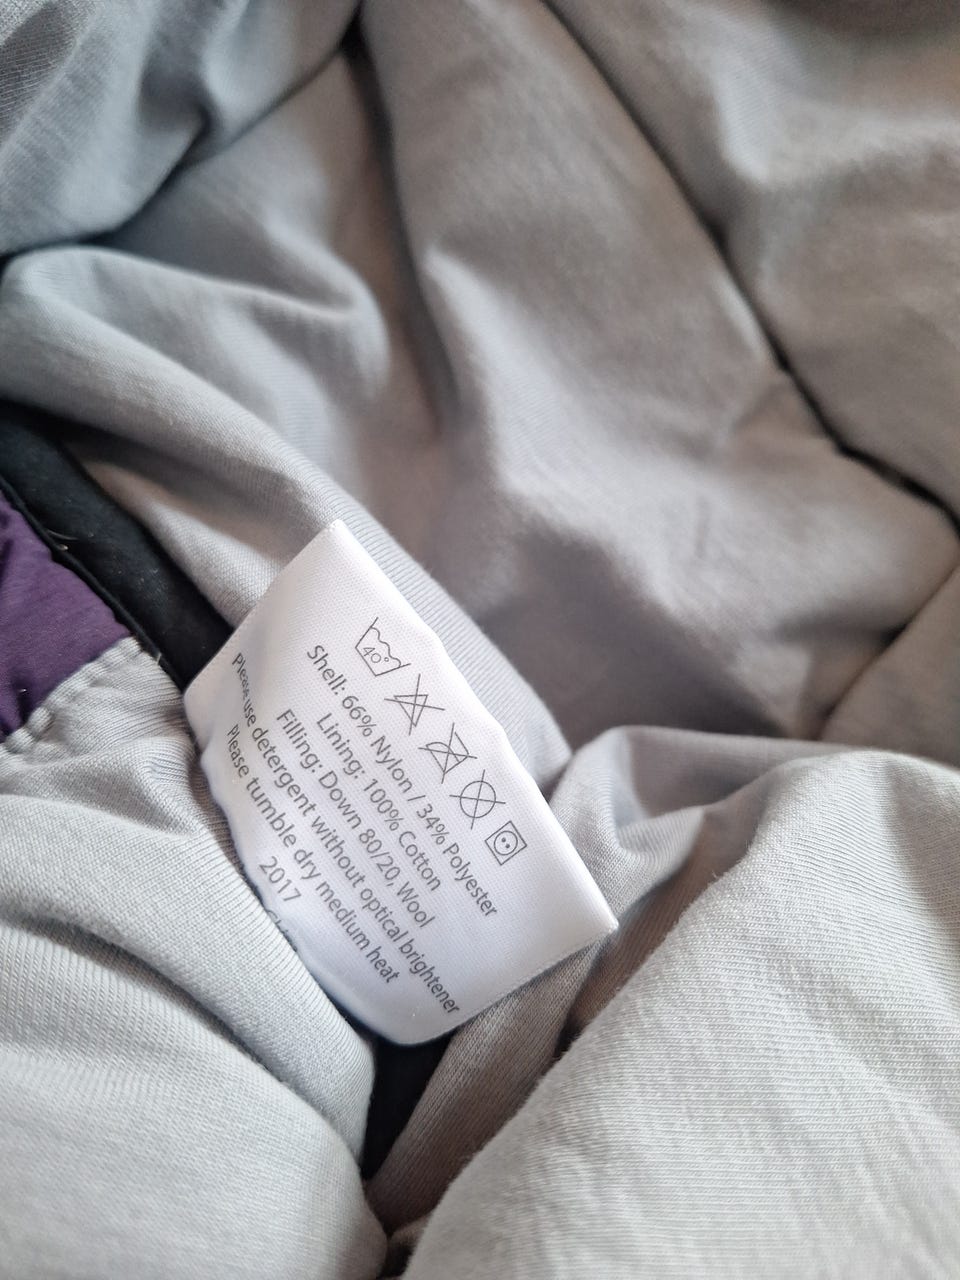 40°
Shell: 66% Nylon / 34% Polyester
Lining: 100% Cotton
Filling: Down 80/20, Wool
Please use detergent without optical brightener
Please tumble dry medium heat
2017